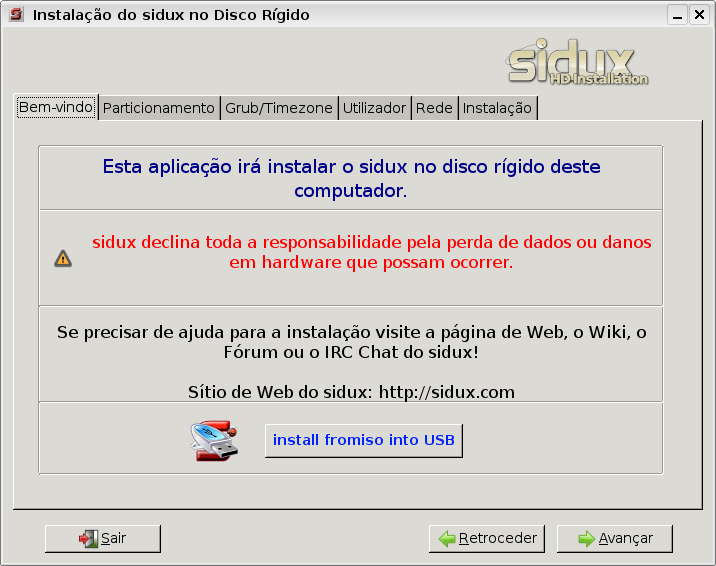 Instalação do sidux no Disco Rígido
sidux
HD-Installation
Bem-vindo Particionamento Grub/Timezone Utilizador Rede Instalação
Esta aplicação irá instalar o sidux no disco rígido deste
computador.
sidux declina toda a responsabilidade pela perda de dados ou danos
em hardware que possam ocorrer.
Se precisar de ajuda para a instalação visite a página de Web, o Wiki, o
Fórum ou o IRC Chat do sidux!
Sítio de Web do sidux: http://sidux.com
install fromiso into USB
Sair Retroceder Avançar